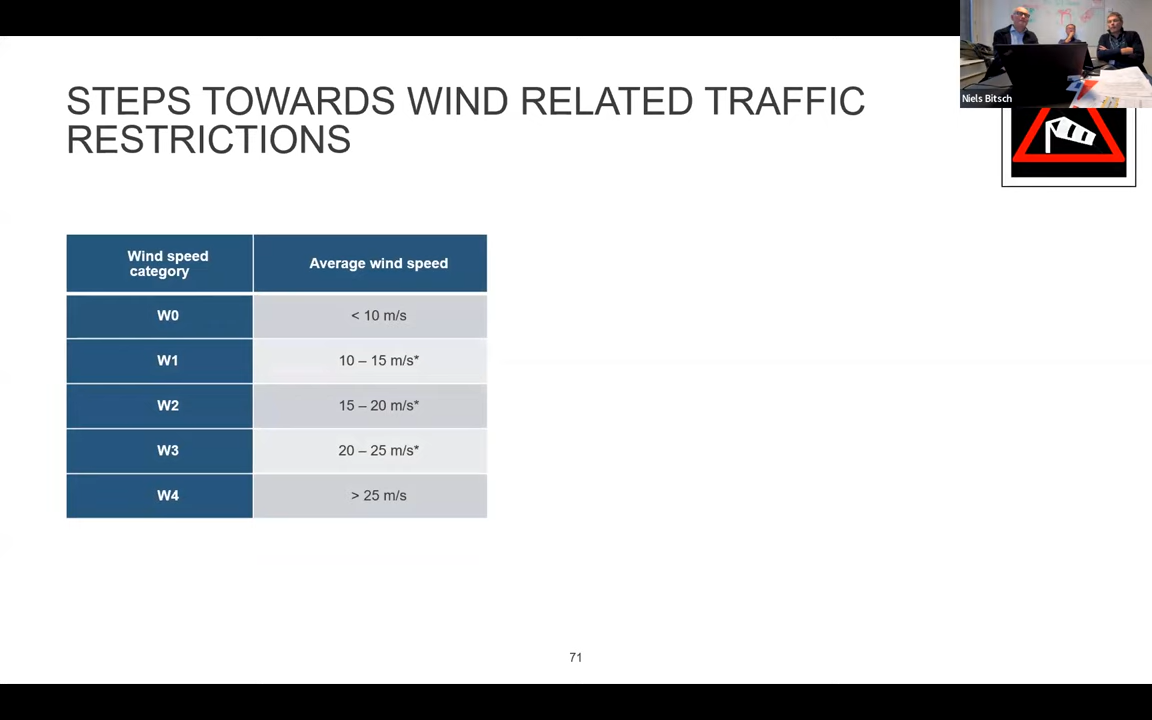 STEPS TOWARDS WIND RELATED TRAFFIC
RESTRICTIONS
Niels Bitsch
Wind speed
category
Average wind speed
W0
< 10 m/s
W1
10 – 15 m/s*
W2
15 – 20 m/s*
W3
20 – 25 m/s*
W4
> 25 m/s
71